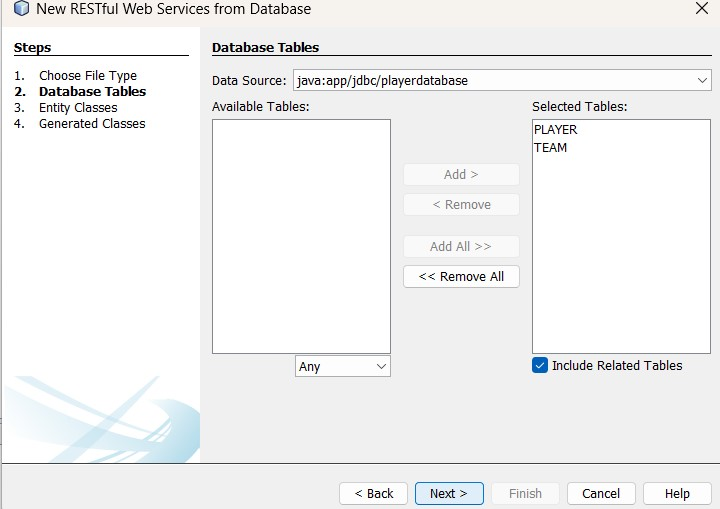 New RESTful Web Services from Database
Steps
1. Choose File Type
2. Database Tables
3. Entity Classes
4. Generated Classes
Database Tables
Data Source: java:app/jdbc/playerdatabase
Available Tables:
Selected Tables:
PLAYER
TEAM
Add >
< Remove
Add All >>
<< Remove All
Any
Include Related Tables
< Back Next > Finish Cancel Help